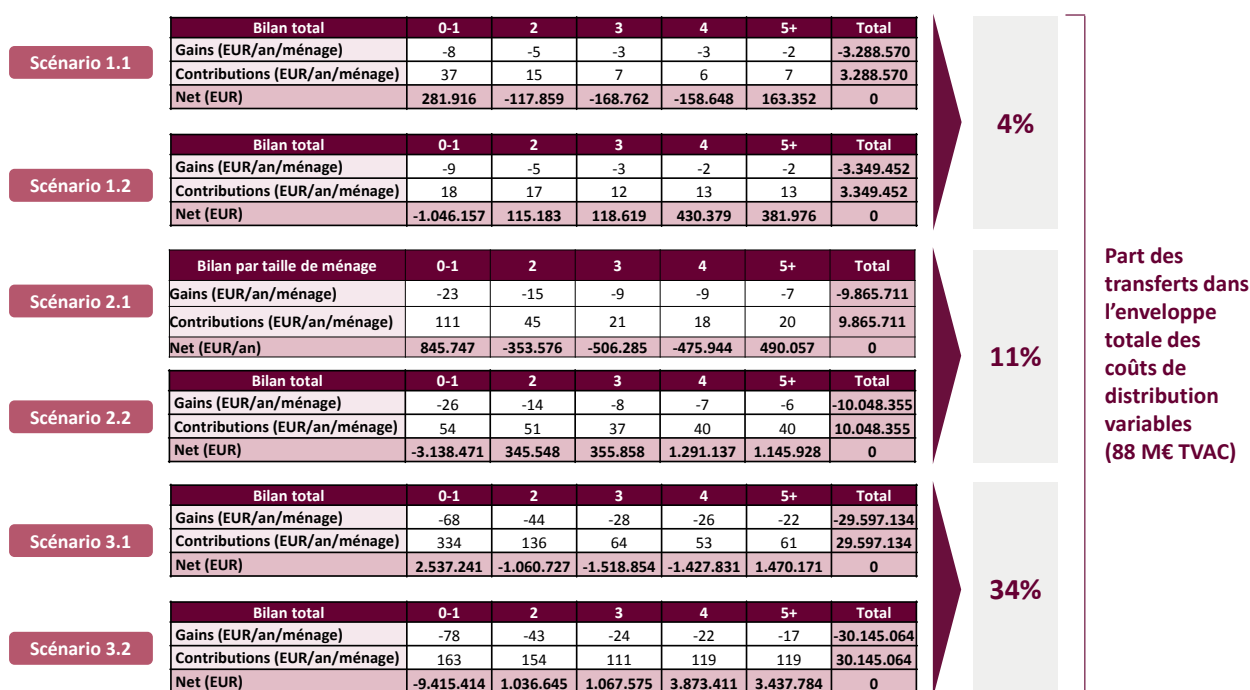 Scénario 1.1
Bilan total 0-1 2 3 4 5+ Total
Gains (EUR/an/ménage) -8 -5 -3 -3 -2 -3.288.570
Contributions (EUR/an/ménage) 37 15 7 6 7 3.288.570
Net (EUR) 281.916 -117.859 -168.762 -158.648 163.352 0
Scénario 1.2
Bilan total 0-1 2 3 4 5+ Total
Gains (EUR/an/ménage) -9 -5 -3 -2 -2 -3.349.452
Contributions (EUR/an/ménage) 18 17 12 13 13 3.349.452
Net (EUR) -1.046.157 115.183 118.619 430.379 381.976 0
4%
Scénario 2.1
Bilan par taille de ménage 0-1 2 3 4 5+ Total
Gains (EUR/an/ménage) -23 -15 -9 -9 -7 -9.865.711
Contributions (EUR/an/ménage) 111 45 21 18 20 9.865.711
Net (EUR/an) 845.747 -353.576 -506.285 -475.944 490.057 0
Scénario 2.2
Bilan total 0-1 2 3 4 5+ Total
Gains (EUR/an/ménage) -26 -14 -8 -7 -6 -10.048.355
Contributions (EUR/an/ménage) 54 51 37 40 40 10.048.355
Net (EUR) -3.138.471 345.548 355.858 1.291.137 1.145.928 0
11%
Scénario 3.1
Bilan total 0-1 2 3 4 5+ Total
Gains (EUR/an/ménage) -68 -44 -28 -26 -22 -29.597.134
Contributions (EUR/an/ménage) 334 136 64 53 61 29.597.134
Net (EUR) 2.537.241 -1.060.727 -1.518.854 -1.427.831 1.470.171 0
Scénario 3.2
Bilan total 0-1 2 3 4 5+ Total
Gains (EUR/an/ménage) -78 -43 -24 -22 -17 -30.145.064
Contributions (EUR/an/ménage) 163 154 111 119 119 30.145.064
Net (EUR) -9.415.414 1.036.645 1.067.575 3.873.411 3.437.784 0
34%
Part des
transferts dans
l'enveloppe
totale des
coûts de
distribution
variables
(88 M€ TVAC)